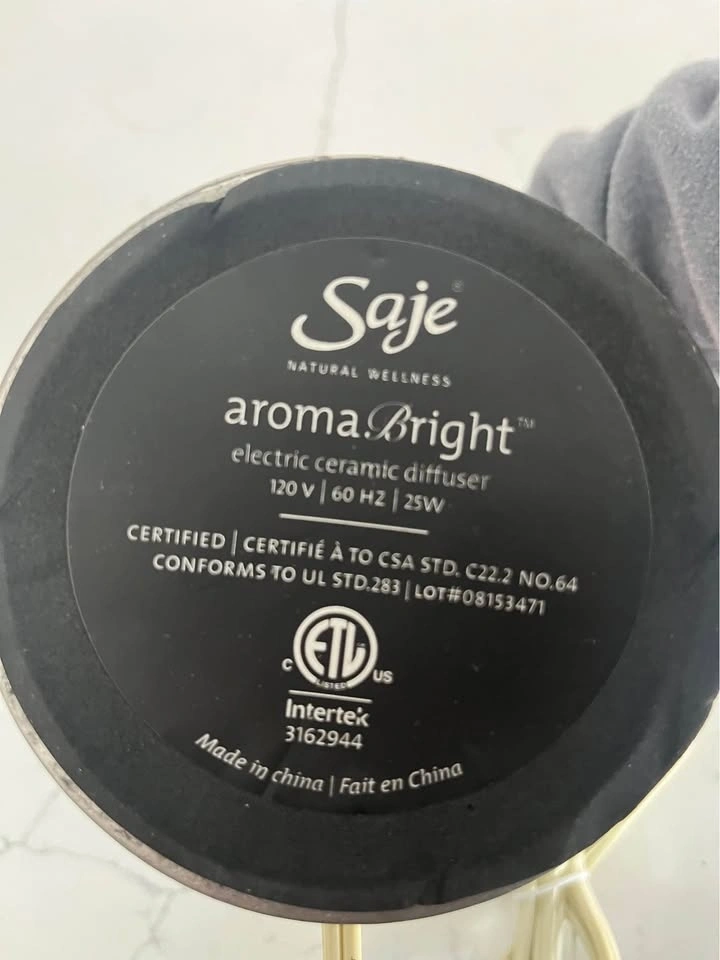 Saje®
NATURAL WELLNESS
aromaBright™
electric ceramic diffuser
120 V | 60 HZ | 25W
CERTIFIED | CERTIFIÉ À TO CSA STD. C22.2 NO.64
CONFORMS TO UL STD.283 | LOT#08153471
C ETL US
LISTED
Intertek
3162944
Made in china | Fait en China